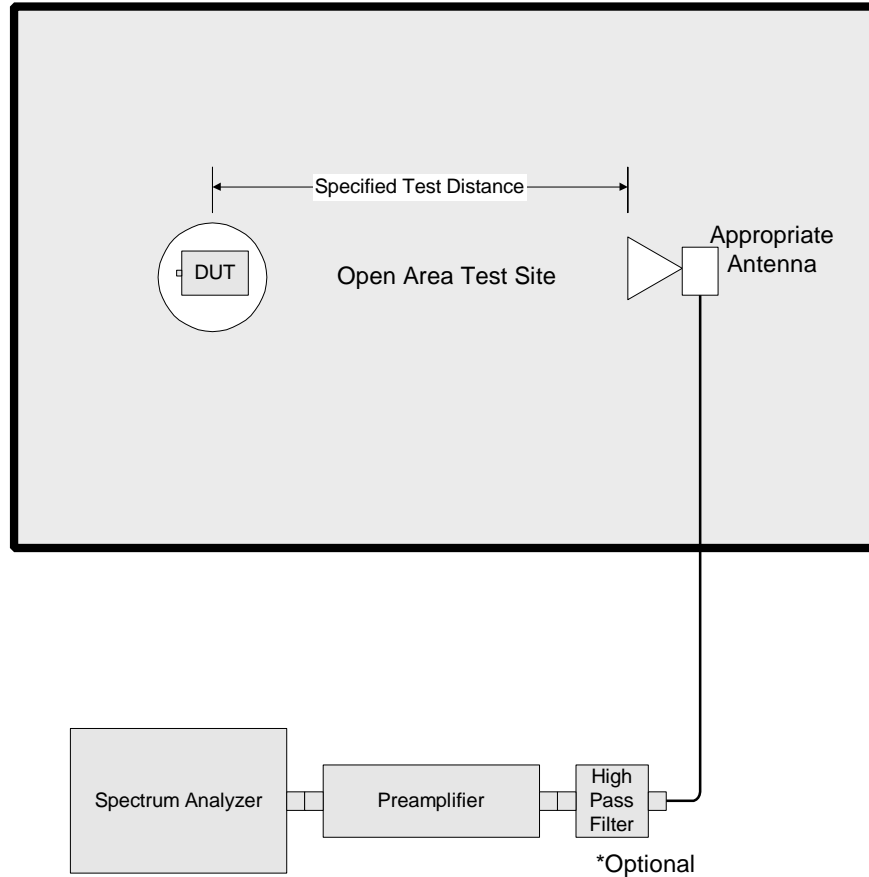 Specified Test Distance
DUT
Open Area Test Site
Appropriate
Antenna
Spectrum Analyzer
Preamplifier
High
Pass
Filter
*Optional